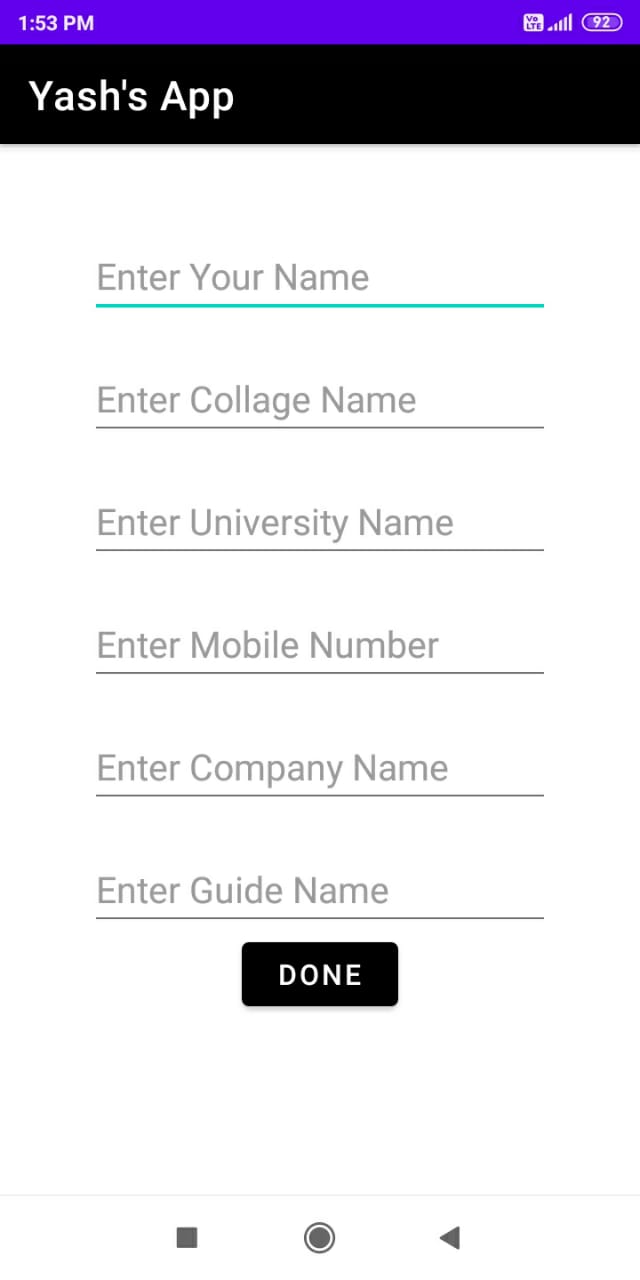 1:53 PM
Vo LTE
92
Yash's App
Enter Your Name
Enter Collage Name
Enter University Name
Enter Mobile Number
Enter Company Name
Enter Guide Name
DONE